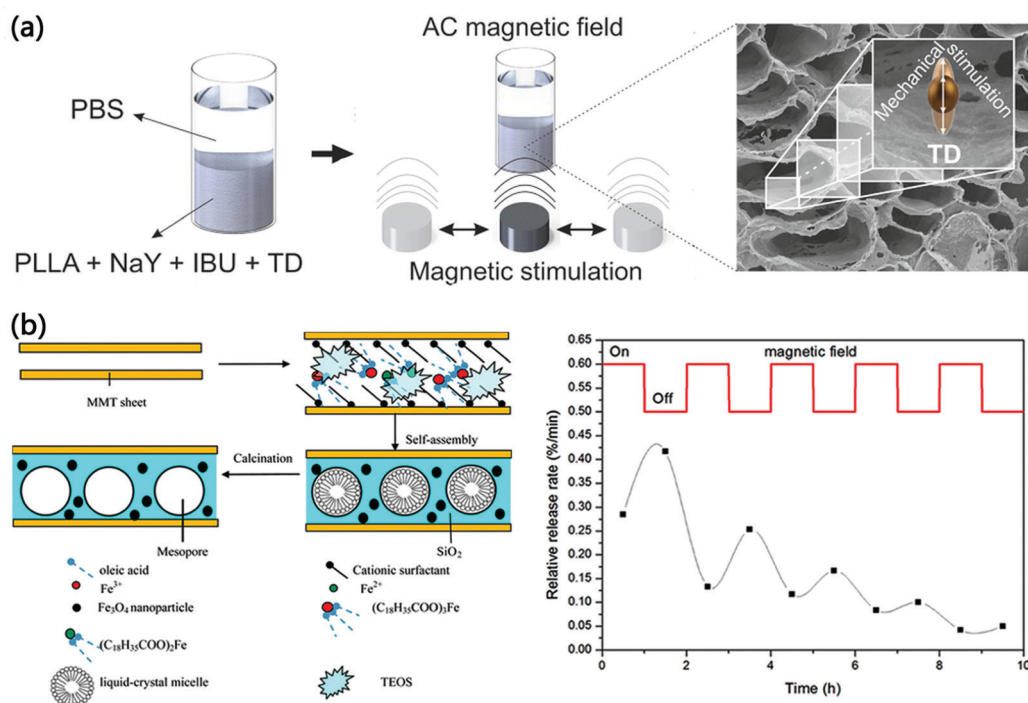 (a)
AC magnetic field
PBS
PLLA + NaY + IBU + TD
Magnetic stimulation
Mechanical stimulation
TD
(b)
MMT sheet
Self-assembly
Calcination
Mesopore
SiO₂
oleic acid
Fe³⁺
Fe₃O₄ nanoparticle
(C₁₈H₃₅COO)₂Fe
liquid-crystal micelle
Cationic surfactant
Fe²⁺
(C₁₈H₃₅COO)₃Fe
TEOS
On
magnetic field
Off
Relative release rate (%/min)
0.65
0.60
0.55
0.50
0.45
0.40
0.35
0.30
0.25
0.20
0.15
0.10
0.05
0.00
0 2 4 6 8 10
Time (h)